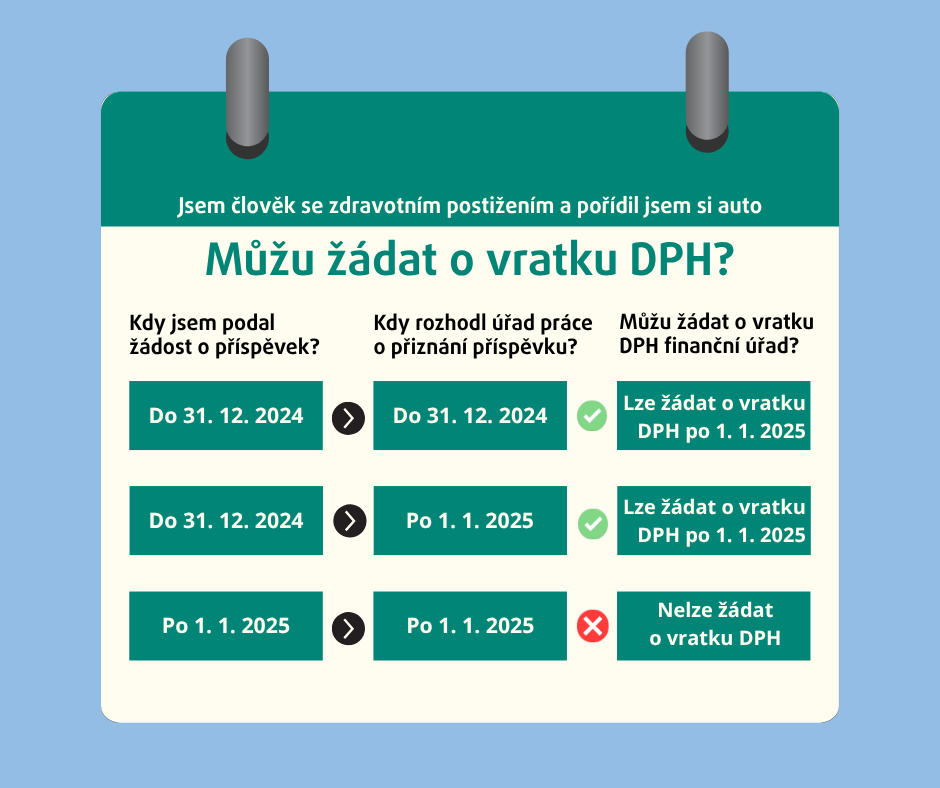 Jsem člověk se zdravotním postižením a pořídil jsem si auto
Můžu žádat o vratku DPH?
Kdy jsem podal
žádost o příspěvek?
Kdy rozhodl úřad práce
o přiznání příspěvku?
Můžu žádat o vratku
DPH finanční úřad?
Do 31. 12. 2024
Do 31. 12. 2024
Lze žádat o vratku
DPH po 1. 1. 2025
Do 31. 12. 2024
Po 1. 1. 2025
Lze žádat o vratku
DPH po 1. 1. 2025
Po 1. 1. 2025
Po 1. 1. 2025
Nelze žádat
o vratku DPH